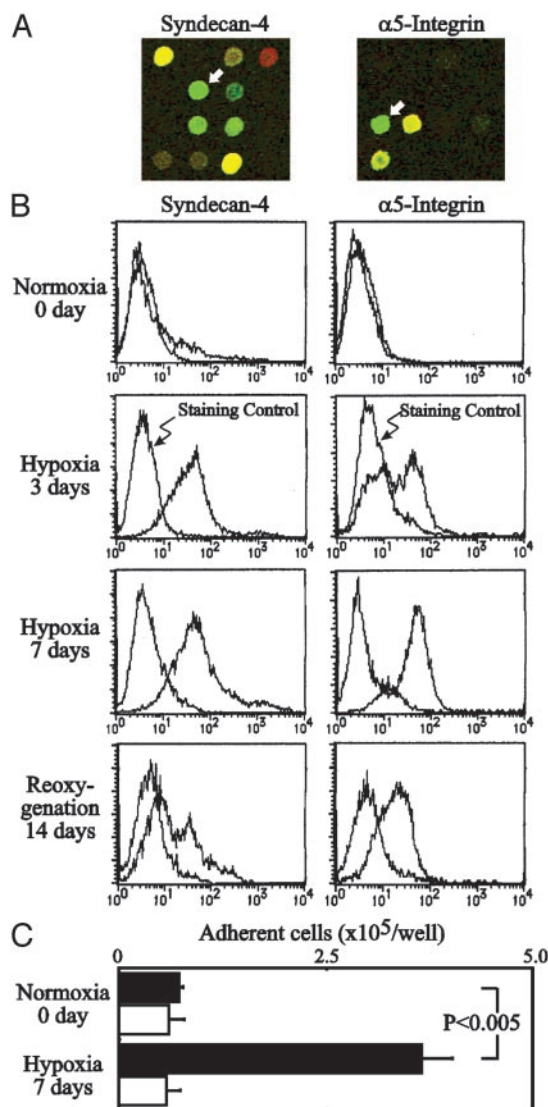 A
Syndecan-4
α5-Integrin
B
Syndecan-4
α5-Integrin
Normoxia
0 day
10⁰ 10¹ 10² 10³ 10⁴
10⁰ 10¹ 10² 10³ 10⁴
Hypoxia
3 days
Staining Control
Staining Control
10⁰ 10¹ 10² 10³ 10⁴
10⁰ 10¹ 10² 10³ 10⁴
Hypoxia
7 days
10⁰ 10¹ 10² 10³ 10⁴
10⁰ 10¹ 10² 10³ 10⁴
Reoxy-
genation
14 days
10⁰ 10¹ 10² 10³ 10⁴
10⁰ 10¹ 10² 10³ 10⁴
C
Adherent cells (x10⁵/well)
0 2.5 5.0
Normoxia
0 day
P<0.005
Hypoxia
7 days